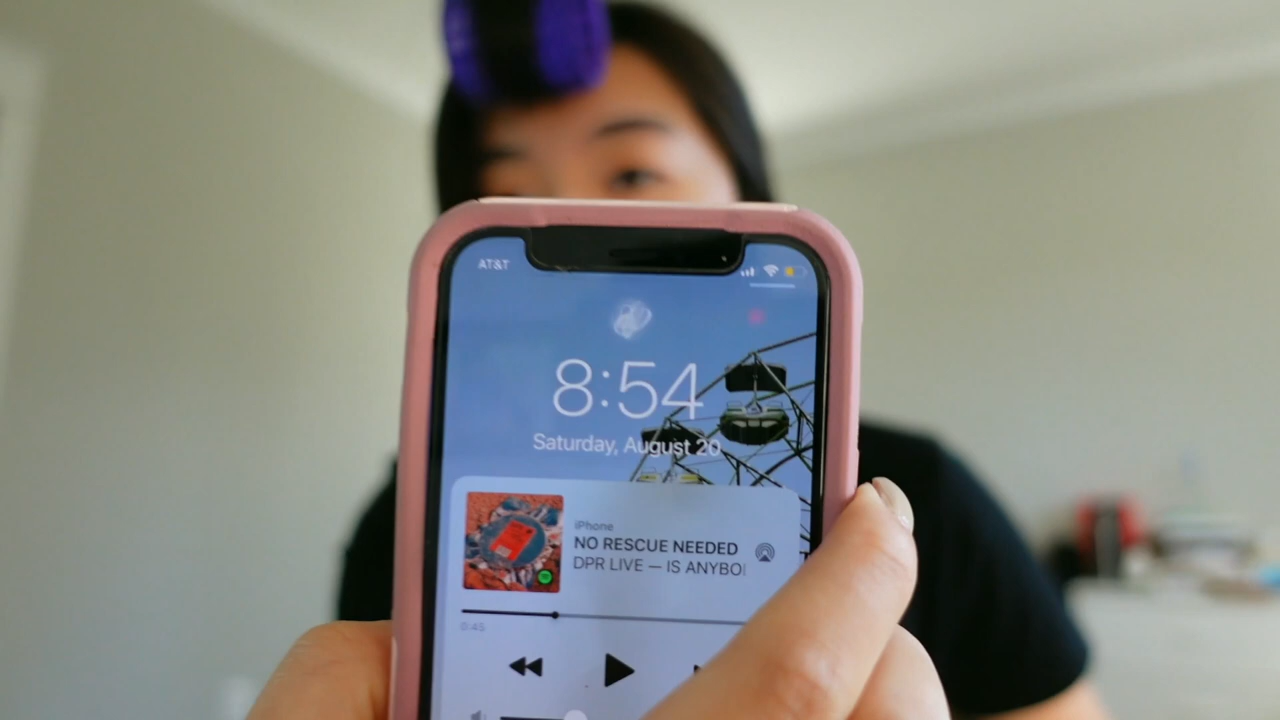 AT&T
8:54
Saturday, August 20
iPhone
NO RESCUE NEEDED
DPR LIVE — IS ANYBO
0:45